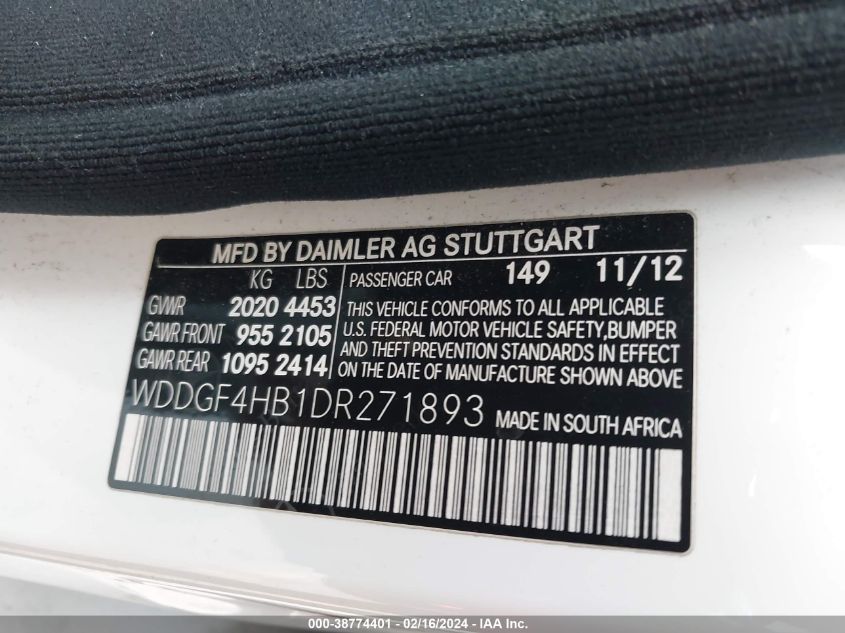 MFD BY DAIMLER AG STUTTGART
KG LBS
GVWR 2020 4453
GAWR FRONT 955 2105
GAWR REAR 1095 2414
PASSENGER CAR 149 11/12
THIS VEHICLE CONFORMS TO ALL APPLICABLE
U.S. FEDERAL MOTOR VEHICLE SAFETY,BUMPER
AND THEFT PREVENTION STANDARDS IN EFFECT
ON THE DATE OF MANUFACTURE SHOWN ABOVE
WDDGF4HB1DR271893 MADE IN SOUTH AFRICA
000-38774401 - 02/16/2024 - IAA Inc.